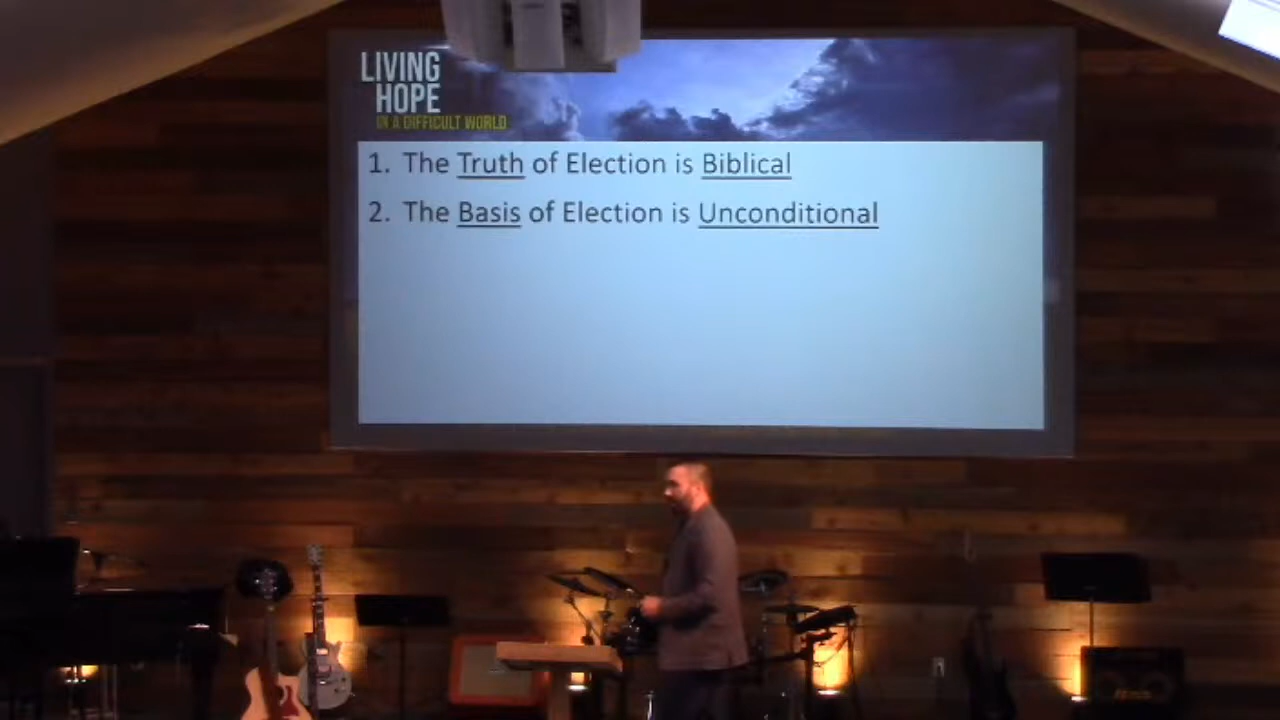 LIVING
HOPE
IN A DIFFICULT WORLD
1. The Truth of Election is Biblical
2. The Basis of Election is Unconditional